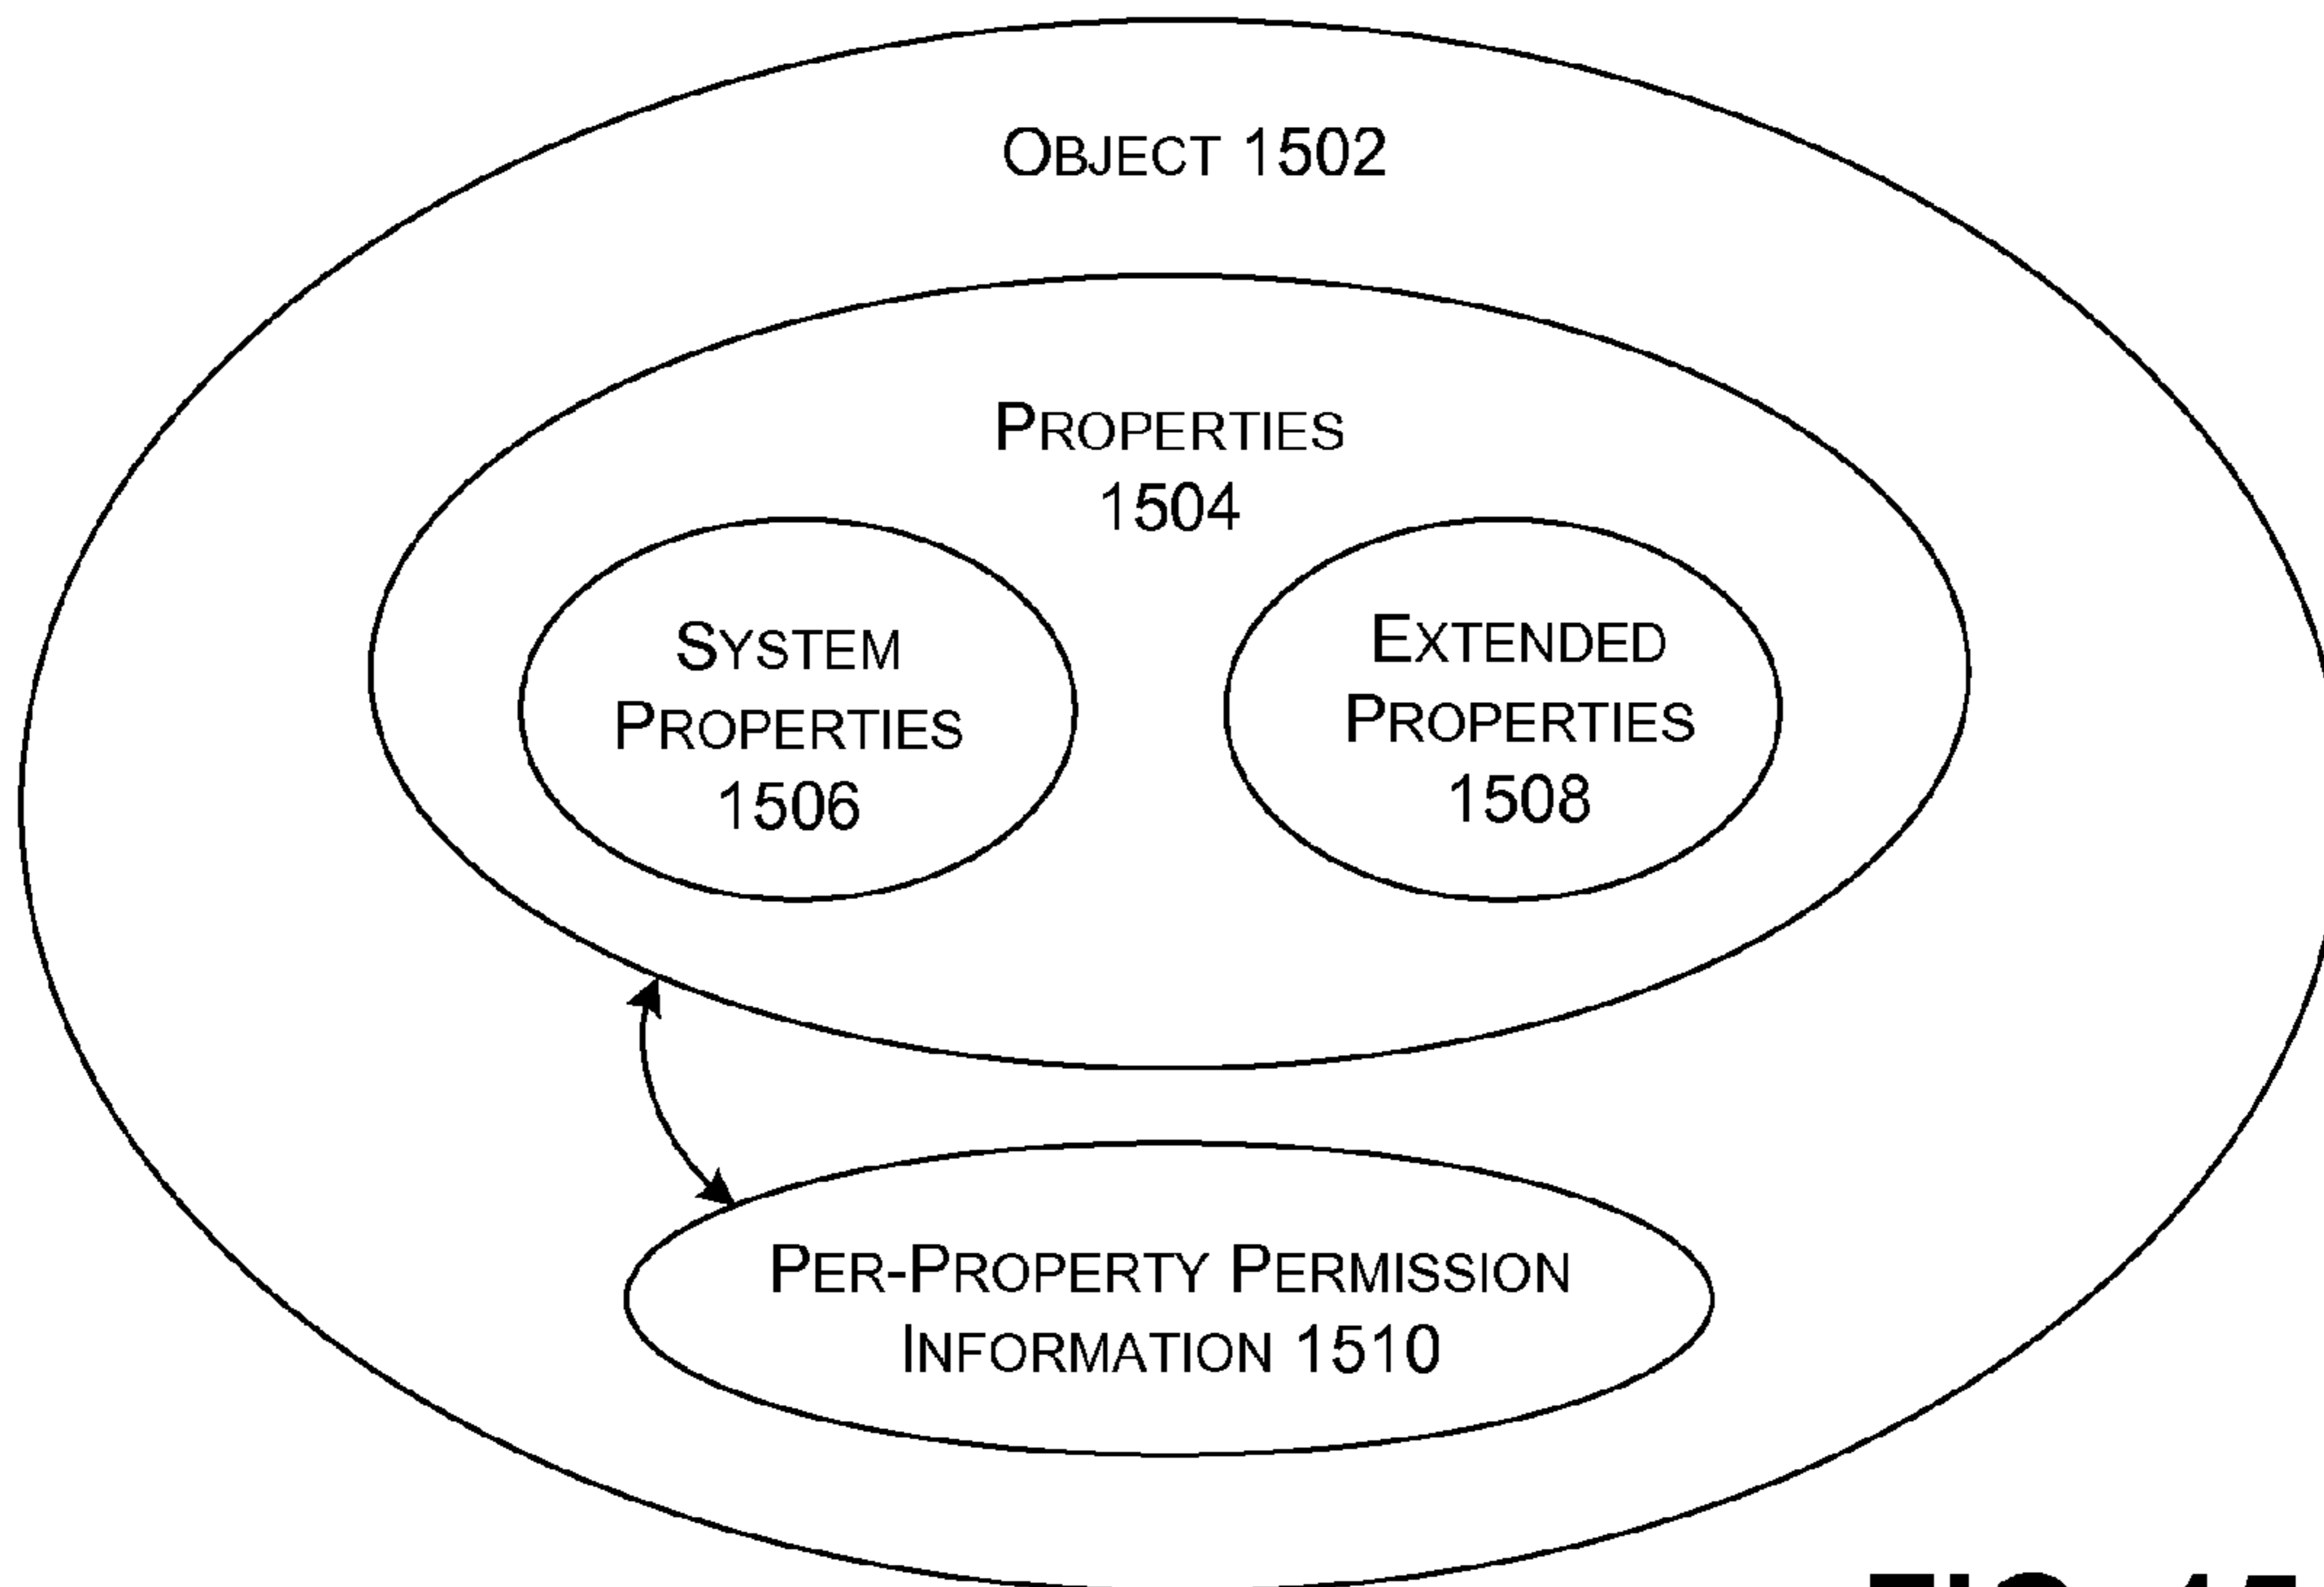 OBJECT 1502
PROPERTIES
1504
SYSTEM
PROPERTIES
1506
EXTENDED
PROPERTIES
1508
PER-PROPERTY PERMISSION
INFORMATION 1510